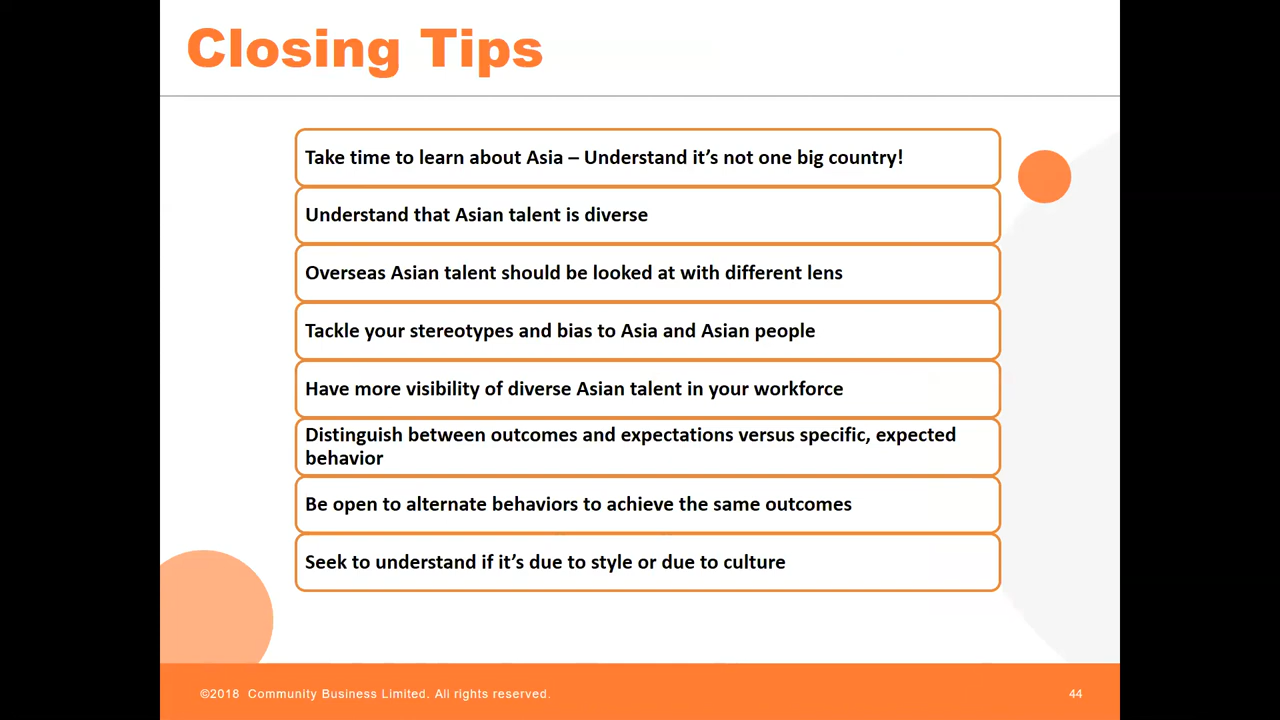 Closing Tips
Take time to learn about Asia – Understand it’s not one big country!
Understand that Asian talent is diverse
Overseas Asian talent should be looked at with different lens
Tackle your stereotypes and bias to Asia and Asian people
Have more visibility of diverse Asian talent in your workforce
Distinguish between outcomes and expectations versus specific, expected
behavior
Be open to alternate behaviors to achieve the same outcomes
Seek to understand if it’s due to style or due to culture
©2018 Community Business Limited. All rights reserved.
44